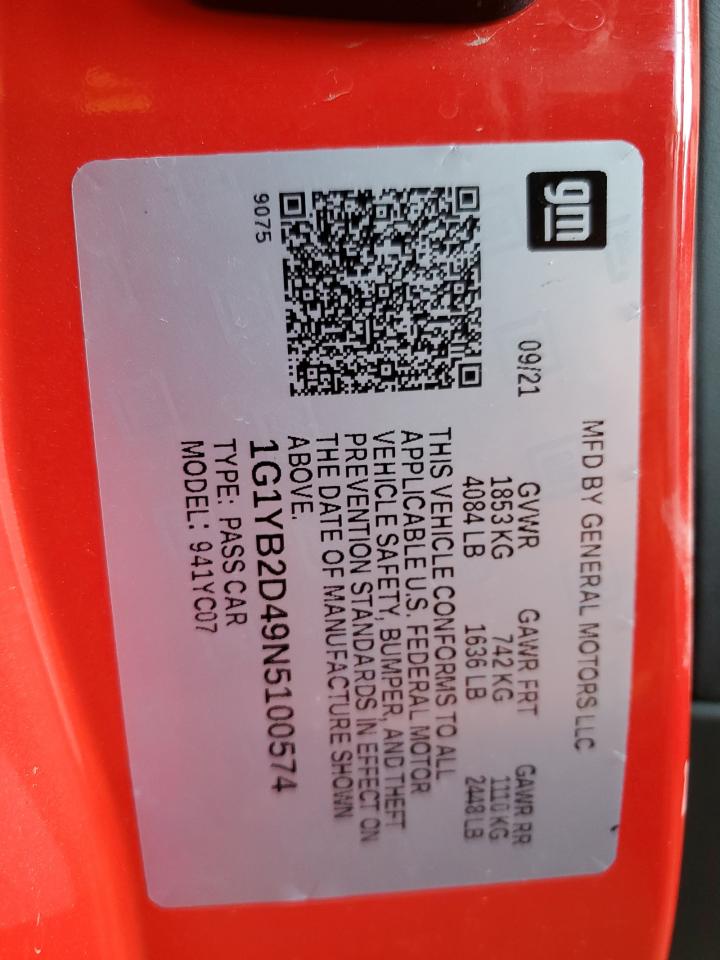 gm
MFD BY GENERAL MOTORS LLC
09/21
GVWR GAWR FRT GAWR RR
1853 KG 742 KG 1110 KG
4084 LB 1636 LB 2448 LB
THIS VEHICLE CONFORMS TO ALL
APPLICABLE U.S. FEDERAL MOTOR
VEHICLE SAFETY, BUMPER, AND THEFT
PREVENTION STANDARDS IN EFFECT ON
THE DATE OF MANUFACTURE SHOWN
ABOVE.
1G1YB2D49N5100574
TYPE: PASS CAR
MODEL: 941YC07
9075